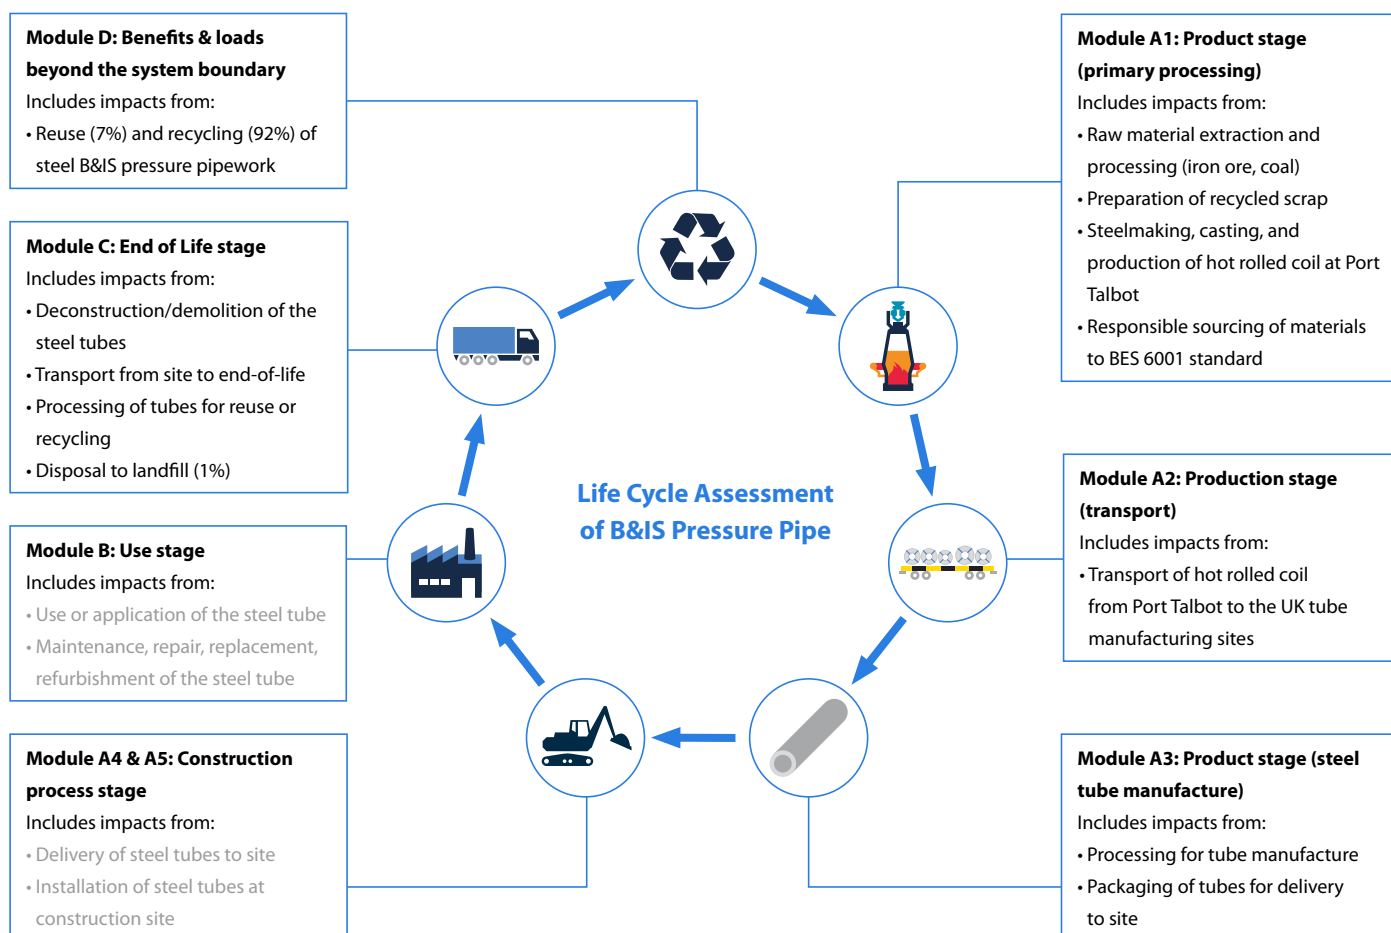 Module D: Benefits & loads
beyond the system boundary
Includes impacts from:
• Reuse (7%) and recycling (92%) of
steel B&IS pressure pipework
Module C: End of Life stage
Includes impacts from:
• Deconstruction/demolition of the
steel tubes
• Transport from site to end-of-life
• Processing of tubes for reuse or
recycling
• Disposal to landfill (1%)
Module B: Use stage
Includes impacts from:
• Use or application of the steel tube
• Maintenance, repair, replacement,
refurbishment of the steel tube
Module A4 & A5: Construction
process stage
Includes impacts from:
• Delivery of steel tubes to site
• Installation of steel tubes at
construction site
Life Cycle Assessment
of B&IS Pressure Pipe
Module A1: Product stage
(primary processing)
Includes impacts from:
• Raw material extraction and
processing (iron ore, coal)
• Preparation of recycled scrap
• Steelmaking, casting, and
production of hot rolled coil at Port
Talbot
• Responsible sourcing of materials
to BES 6001 standard
Module A2: Production stage
(transport)
Includes impacts from:
• Transport of hot rolled coil
from Port Talbot to the UK tube
manufacturing sites
Module A3: Product stage (steel
tube manufacture)
Includes impacts from:
• Processing for tube manufacture
• Packaging of tubes for delivery
to site